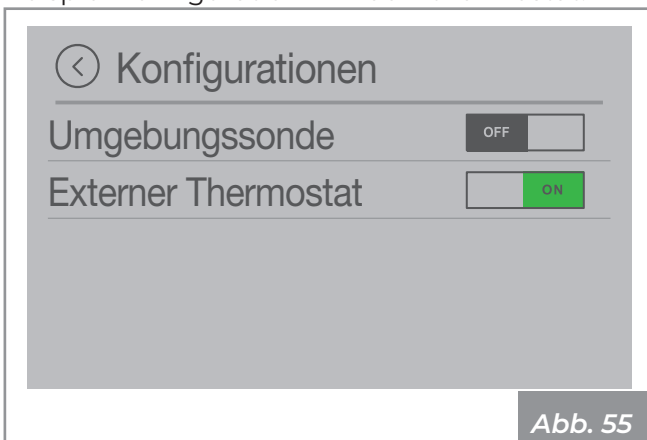 Konfigurationen
Umgebungssonde OFF
Externer Thermostat ON
Abb. 55